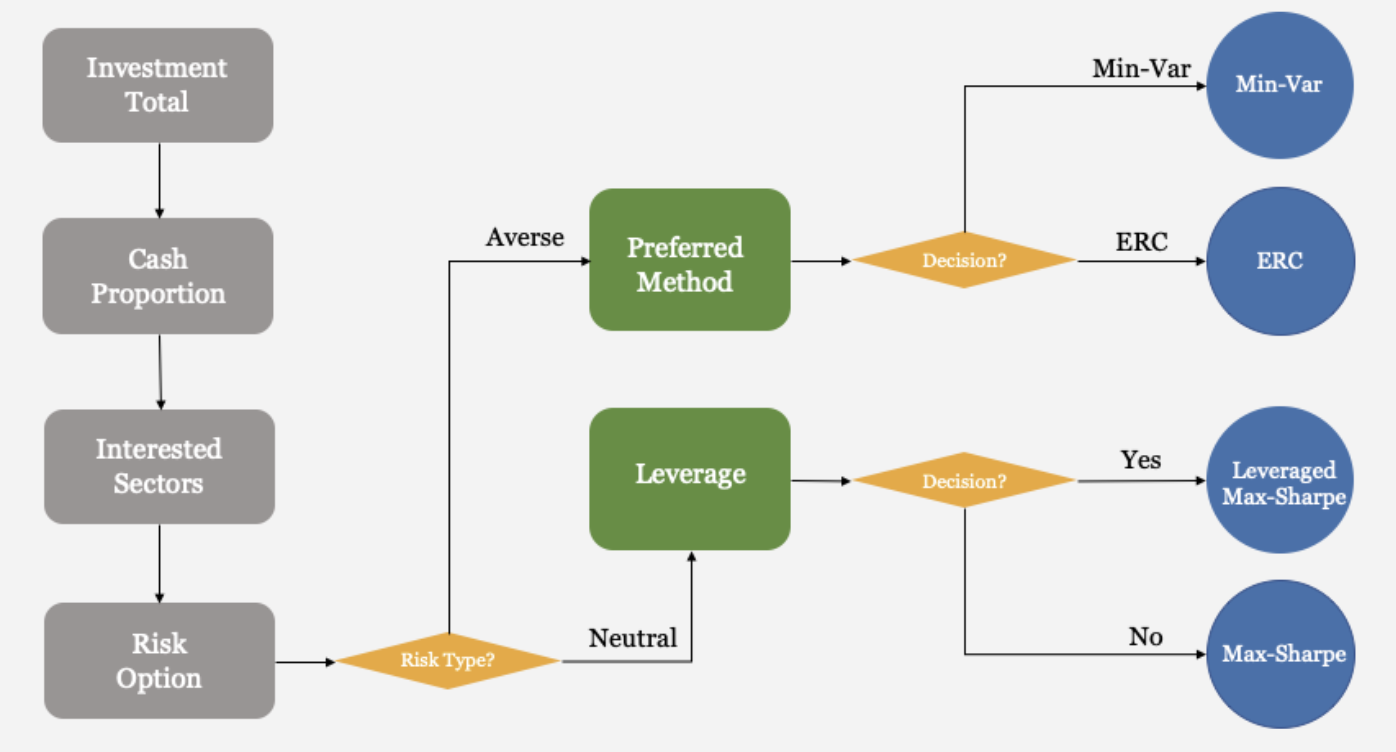 Investment
Total
Cash
Proportion
Interested
Sectors
Risk
Option
Risk Type?
Averse
Neutral
Preferred
Method
Decision?
Min-Var
Min-Var
ERC
ERC
Leverage
Decision?
Yes
Leveraged
Max-Sharpe
No
Max-Sharpe